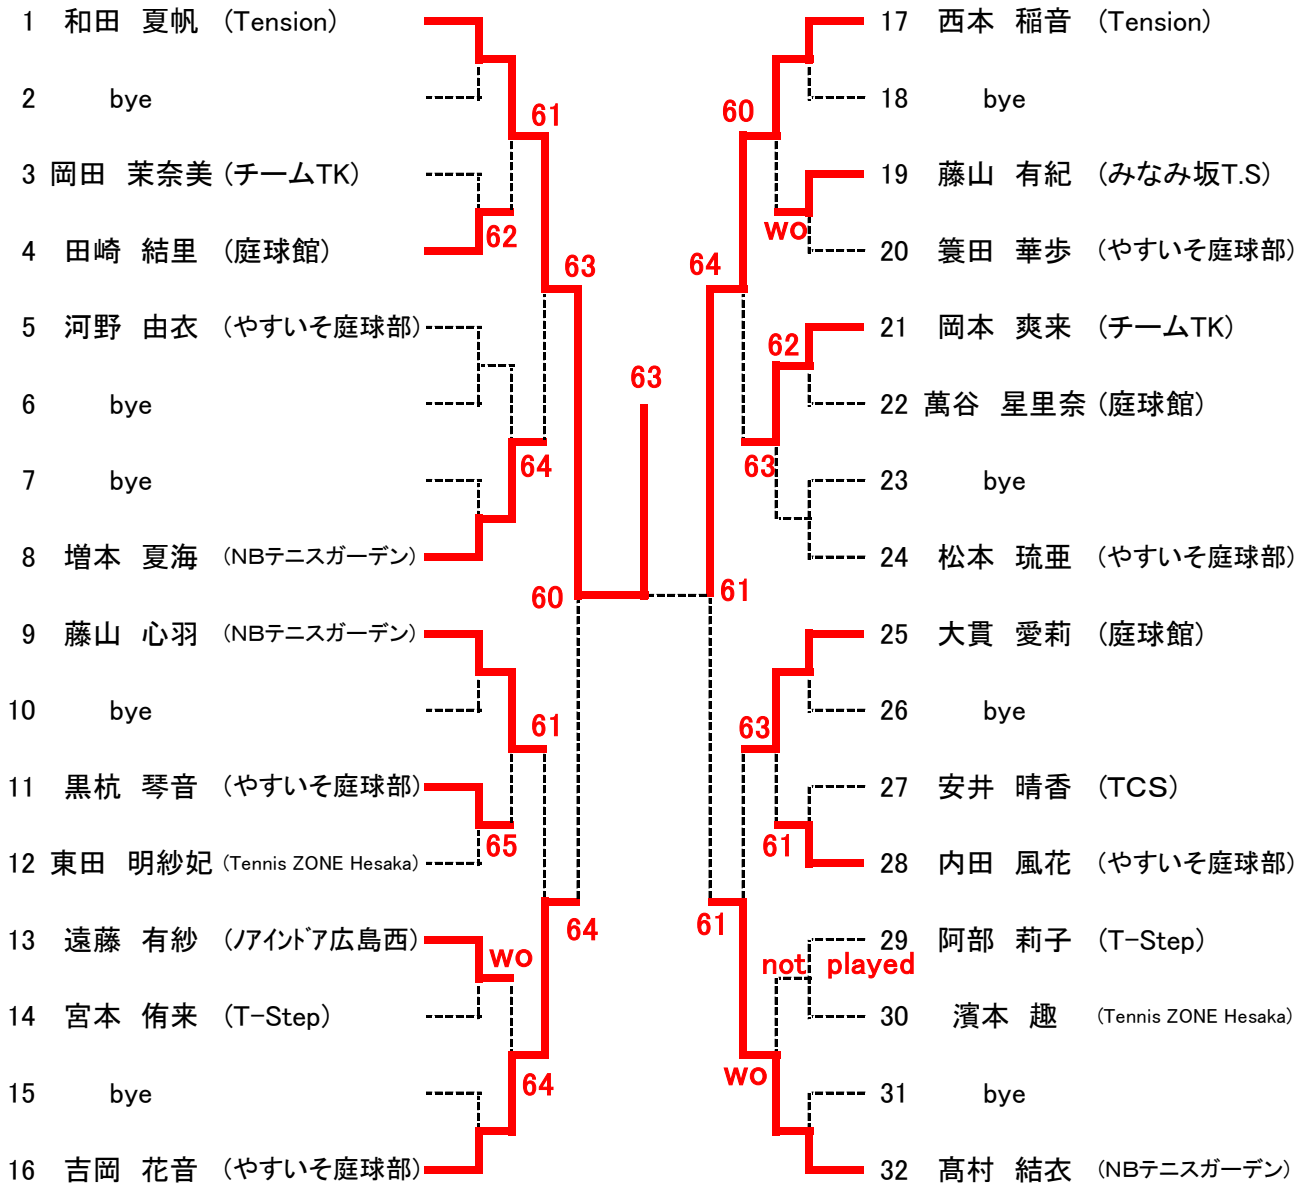 1 和田 夏帆 (Tension)
2 bye
61
3 岡田 茉奈美 (チームTK)
62
4 田崎 結里 (庭球館)
63
5 河野 由衣 (やすいそ庭球部)
6 bye
64
7 bye
8 増本 夏海 (NBテニスガーデン)
60
9 藤山 心羽 (NBテニスガーデン)
10 bye
61
11 黒杭 琴音 (やすいそ庭球部)
65
12 東田 明紗妃 (Tennis ZONE Hesaka)
64
13 遠藤 有紗 (ノアインドア広島西)
wo
14 宮本 侑来 (T-Step)
15 bye
64
16 吉岡 花音 (やすいそ庭球部)
63
17 西本 稲音 (Tension)
18 bye
60
19 藤山 有紀 (みなみ坂T.S)
wo
20 簑田 華歩 (やすいそ庭球部)
64
21 岡本 爽来 (チームTK)
62
22 萬谷 星里奈 (庭球館)
63
23 bye
24 松本 琉亜 (やすいそ庭球部)
61
25 大貫 愛莉 (庭球館)
26 bye
63
27 安井 晴香 (TCS)
61
28 内田 風花 (やすいそ庭球部)
61
29 阿部 莉子 (T-Step)
not played
30 濱本 趣 (Tennis ZONE Hesaka)
wo
31 bye
32 髙村 結衣 (NBテニスガーデン)